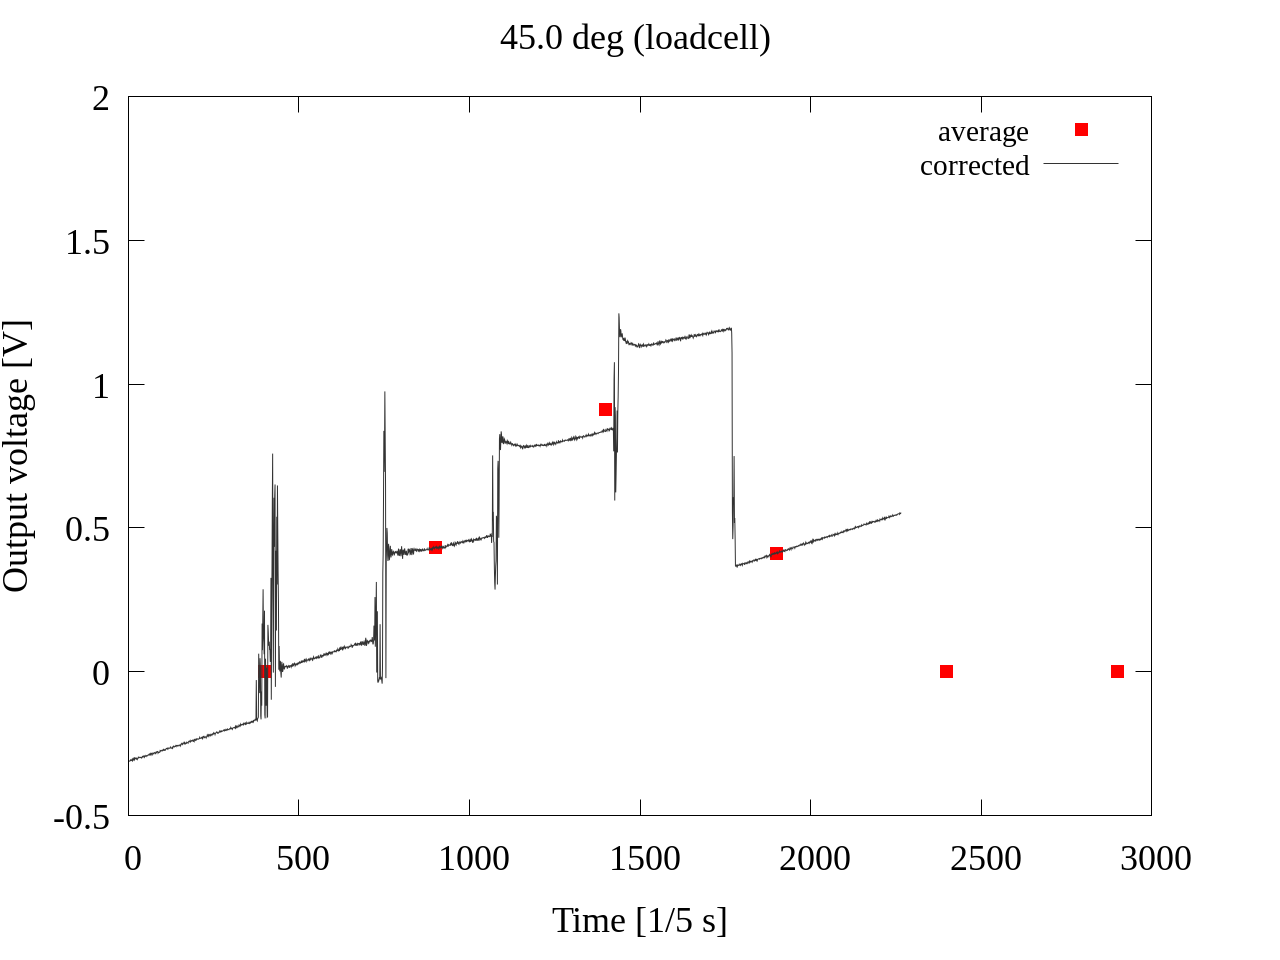 45.0 deg (loadcell)
2
1.5
1
0.5
0
-0.5
Output voltage [V]
average
corrected
0 500 1000 1500 2000 2500 3000
Time [1/5 s]